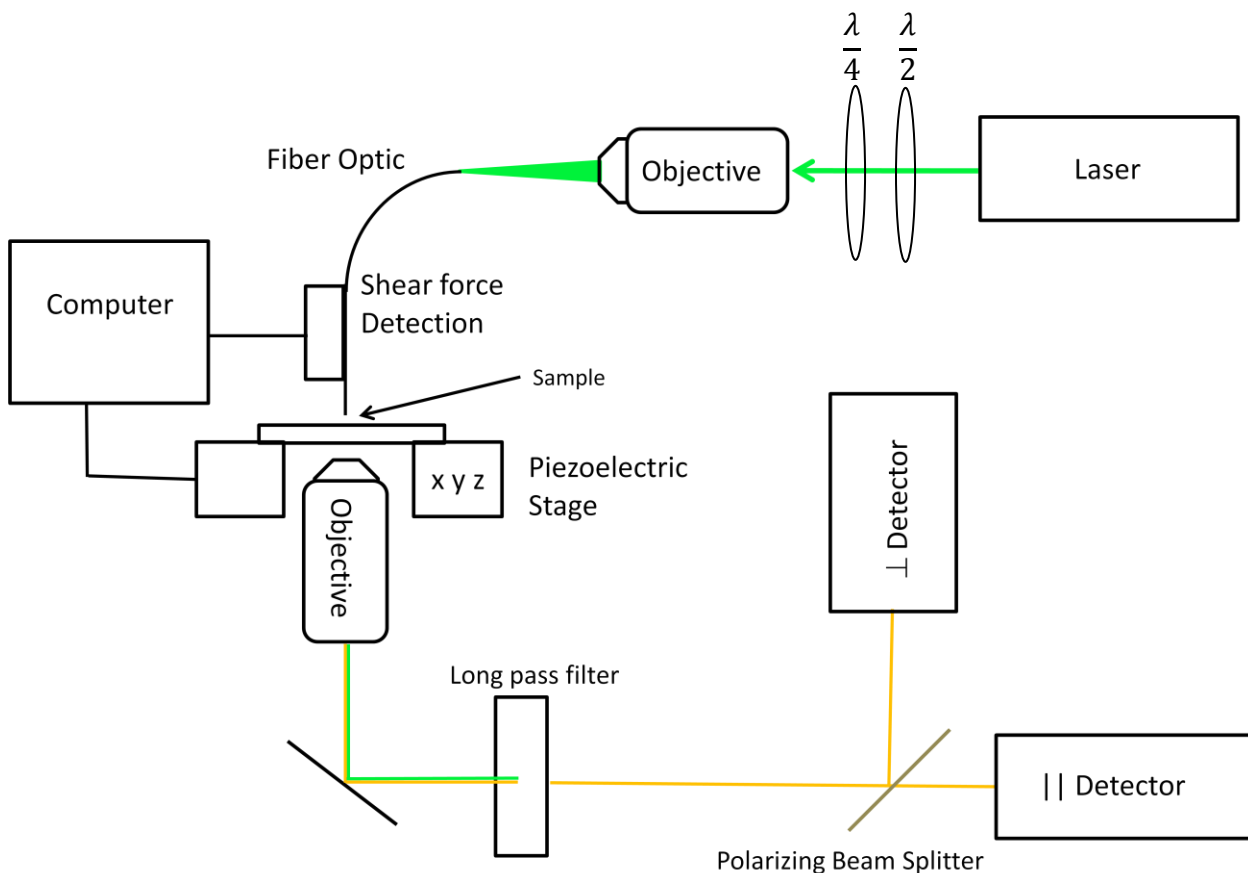 λ/4
λ/2
Fiber Optic
Objective
Laser
Computer
Shear force
Detection
Sample
x y z
Piezoelectric
Stage
Objective
⊥ Detector
Long pass filter
|| Detector
Polarizing Beam Splitter